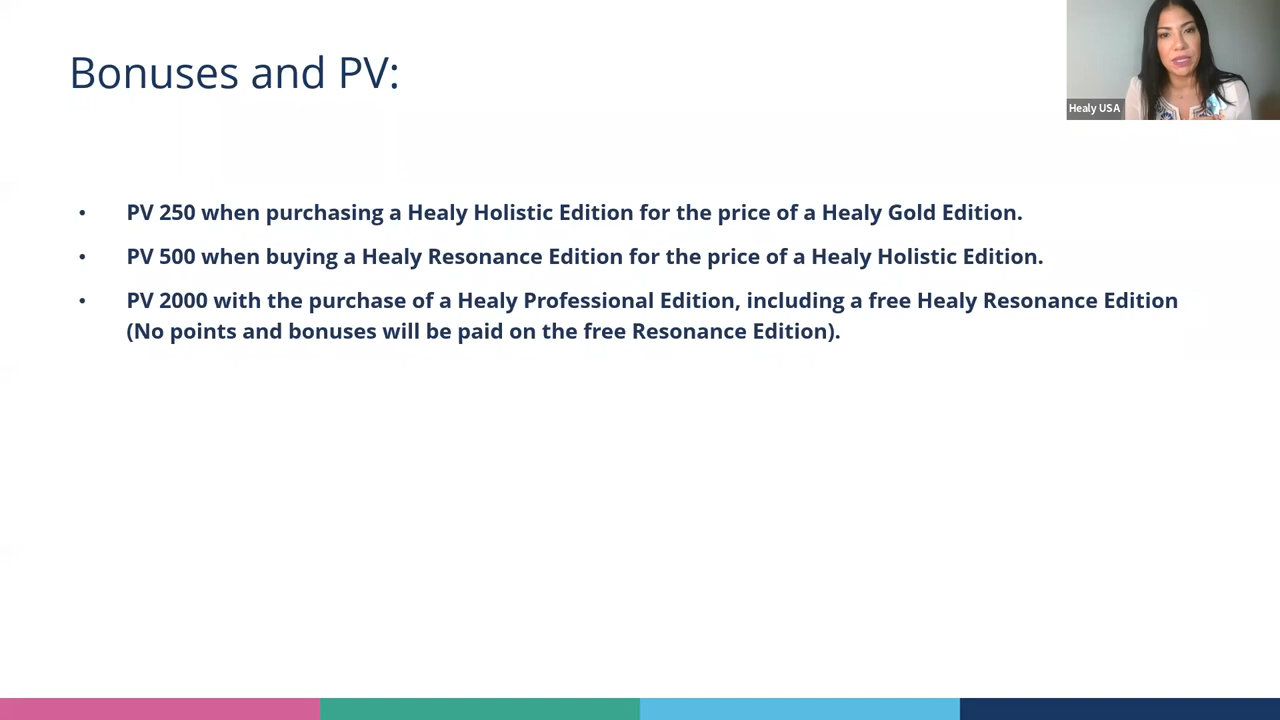 Bonuses and PV:
Healy USA
• PV 250 when purchasing a Healy Holistic Edition for the price of a Healy Gold Edition.
• PV 500 when buying a Healy Resonance Edition for the price of a Healy Holistic Edition.
• PV 2000 with the purchase of a Healy Professional Edition, including a free Healy Resonance Edition
(No points and bonuses will be paid on the free Resonance Edition).